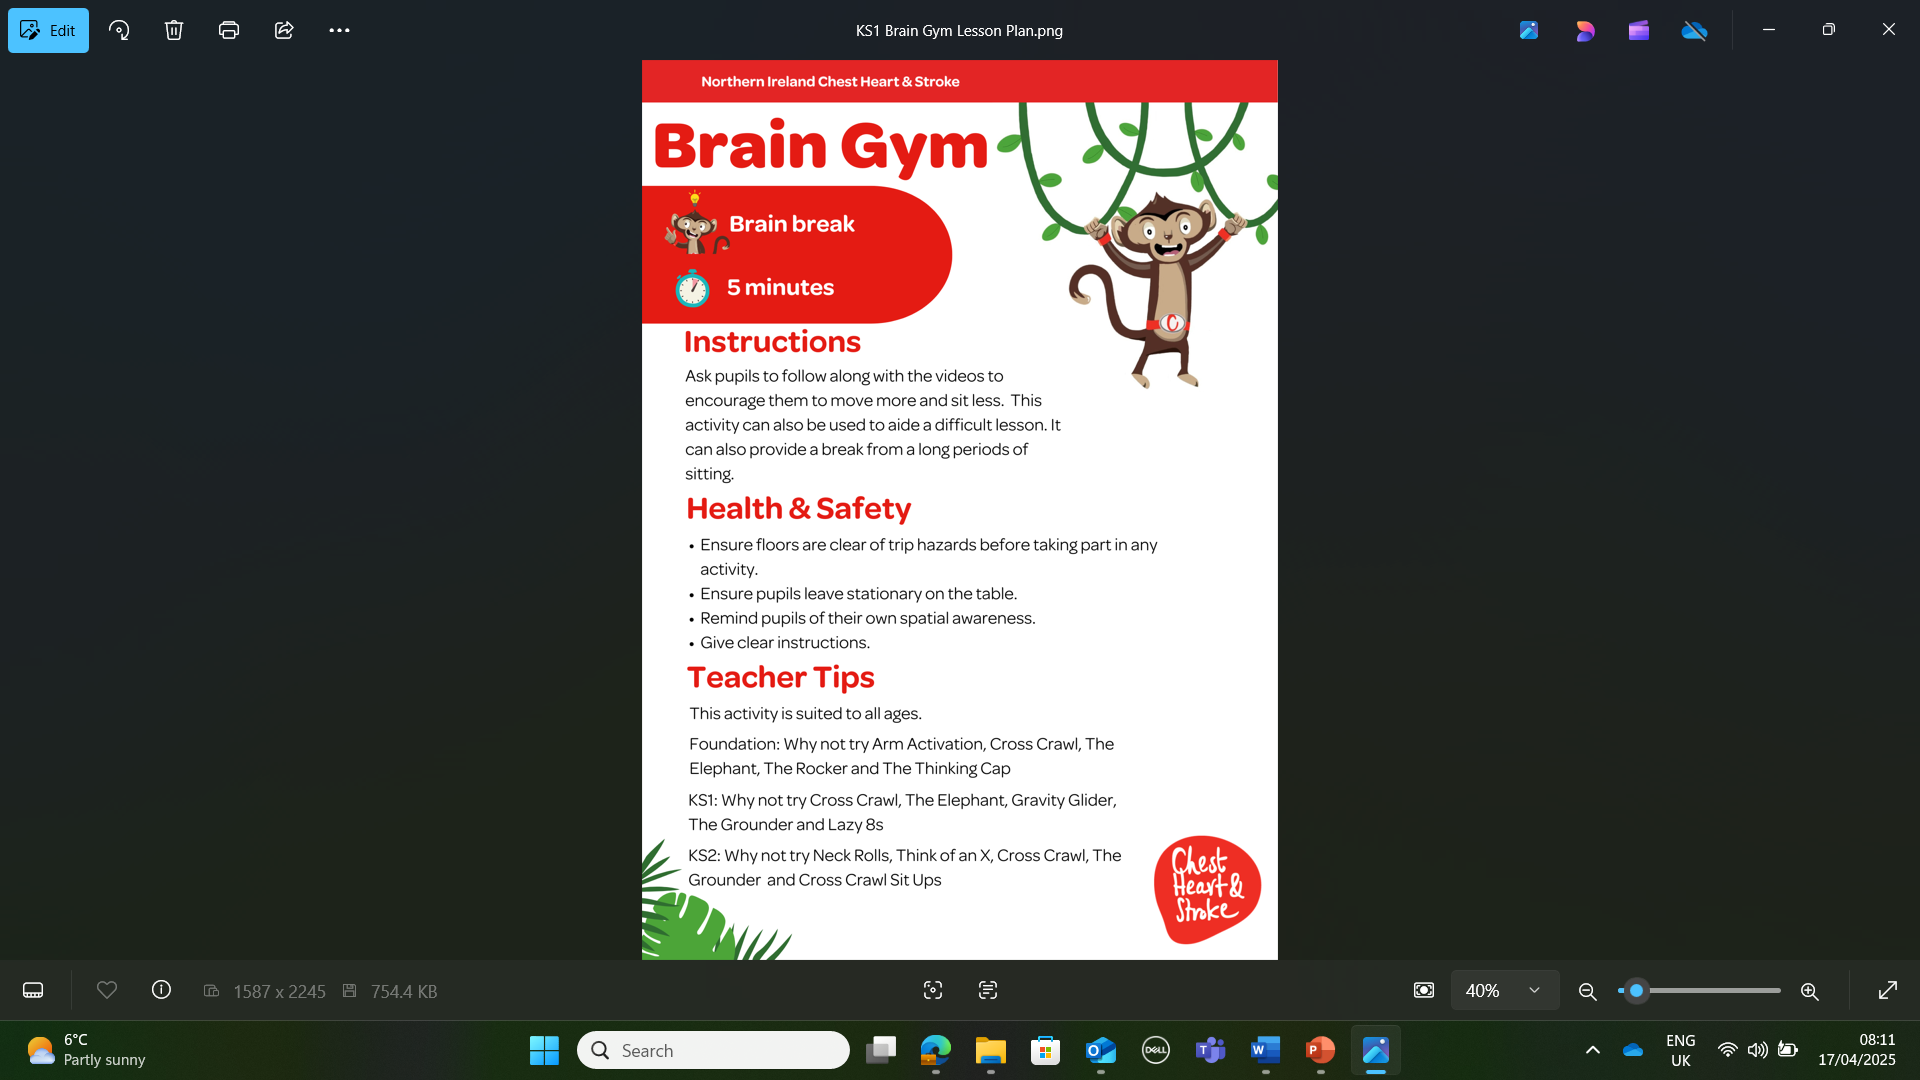 Edit
KS1 Brain Gym Lesson Plan.png
Northern Ireland Chest Heart & Stroke
Brain Gym
Brain break
5 minutes
C
Instructions
Ask pupils to follow along with the videos to
encourage them to move more and sit less.  This
activity can also be used to aide a difficult lesson. It
can also provide a break from a long periods of
sitting.
Health & Safety
• Ensure floors are clear of trip hazards before taking part in any
activity.
• Ensure pupils leave stationary on the table.
• Remind pupils of their own spatial awareness.
• Give clear instructions.
Teacher Tips
This activity is suited to all ages.
Foundation: Why not try Arm Activation, Cross Crawl, The
Elephant, The Rocker and The Thinking Cap
KS1: Why not try Cross Crawl, The Elephant, Gravity Glider,
The Grounder and Lazy 8s
KS2: Why not try Neck Rolls, Think of an X, Cross Crawl, The
Grounder  and Cross Crawl Sit Ups
Chest
Heart &
Stroke
1587 x 2245
754.4 KB
40%
6°C
Partly sunny
Search
DELL
ENG
UK
08:11
17/04/2025